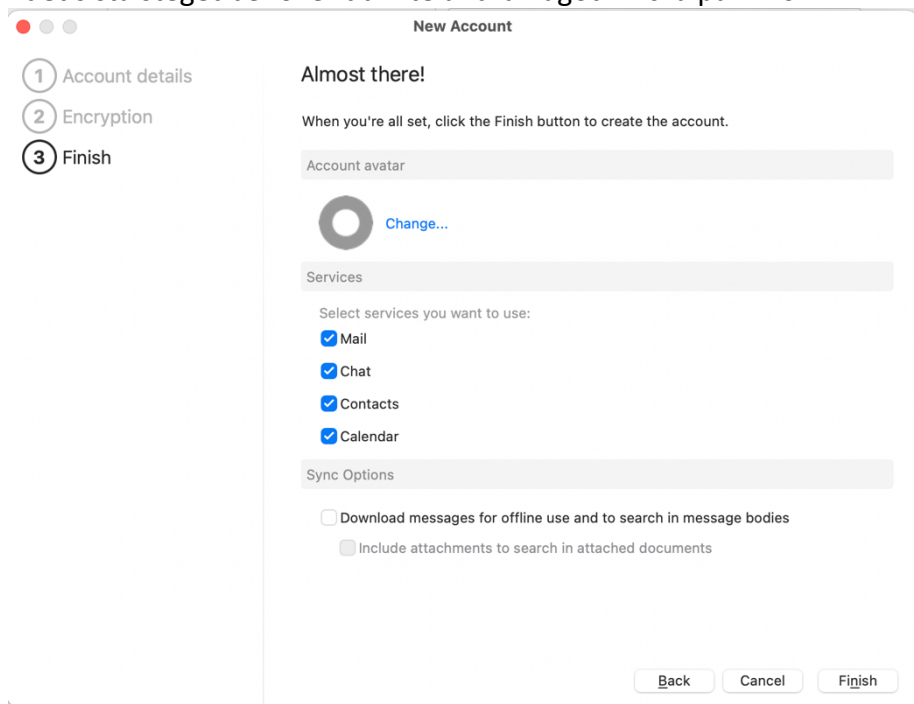 New Account
1 Account details
2 Encryption
3 Finish
Almost there!
When you're all set, click the Finish button to create the account.
Account avatar
Change...
Services
Select services you want to use:
Mail
Chat
Contacts
Calendar
Sync Options
Download messages for offline use and to search in message bodies
Include attachments to search in attached documents
Back Cancel Finish